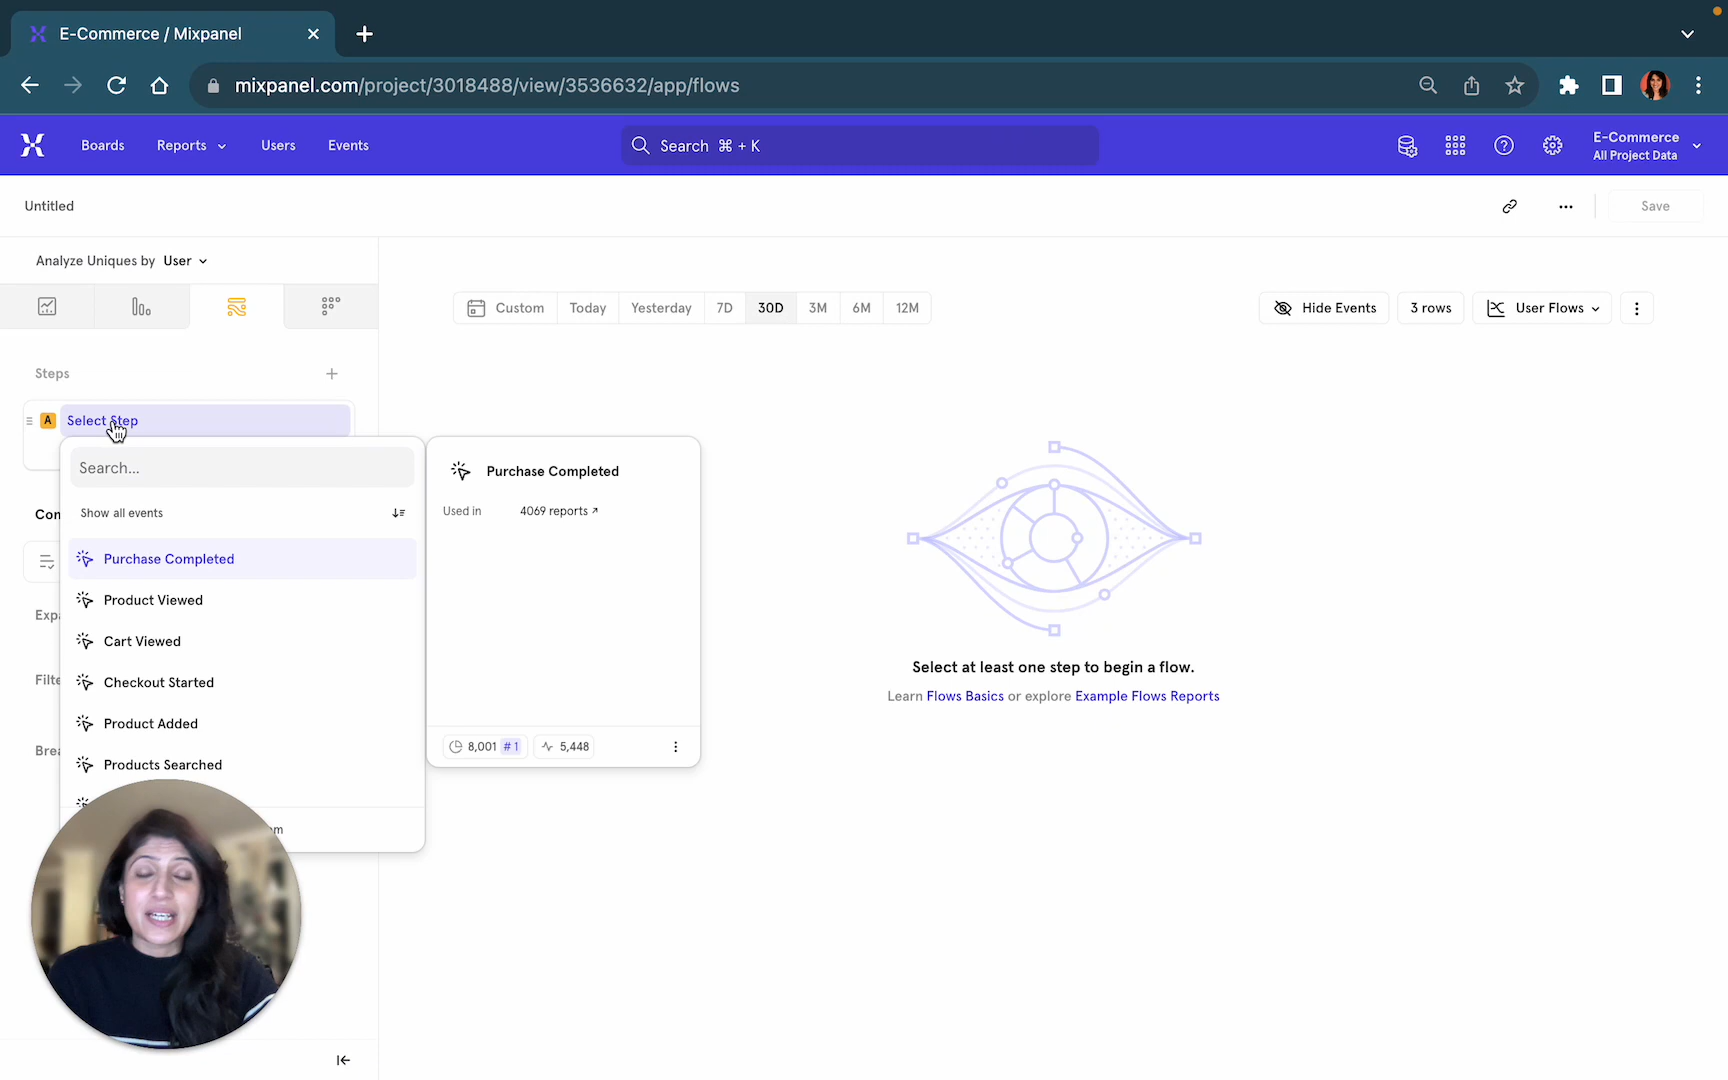 E-Commerce / Mixpanel
mixpanel.com/project/3018488/view/3536632/app/flows
Boards
Reports
Users
Events
Search ⌘ + K
E-Commerce
All Project Data
Untitled
Save
Analyze Uniques by User
Custom
Today
Yesterday
7D
30D
3M
6M
12M
Hide Events
3 rows
User Flows
Steps
A Select Step
Search...
Show all events
Purchase Completed
Product Viewed
Cart Viewed
Checkout Started
Product Added
Products Searched
Purchase Completed
Used in 4069 reports
8,001 #1 5,448
Select at least one step to begin a flow.
Learn Flows Basics or explore Example Flows Reports